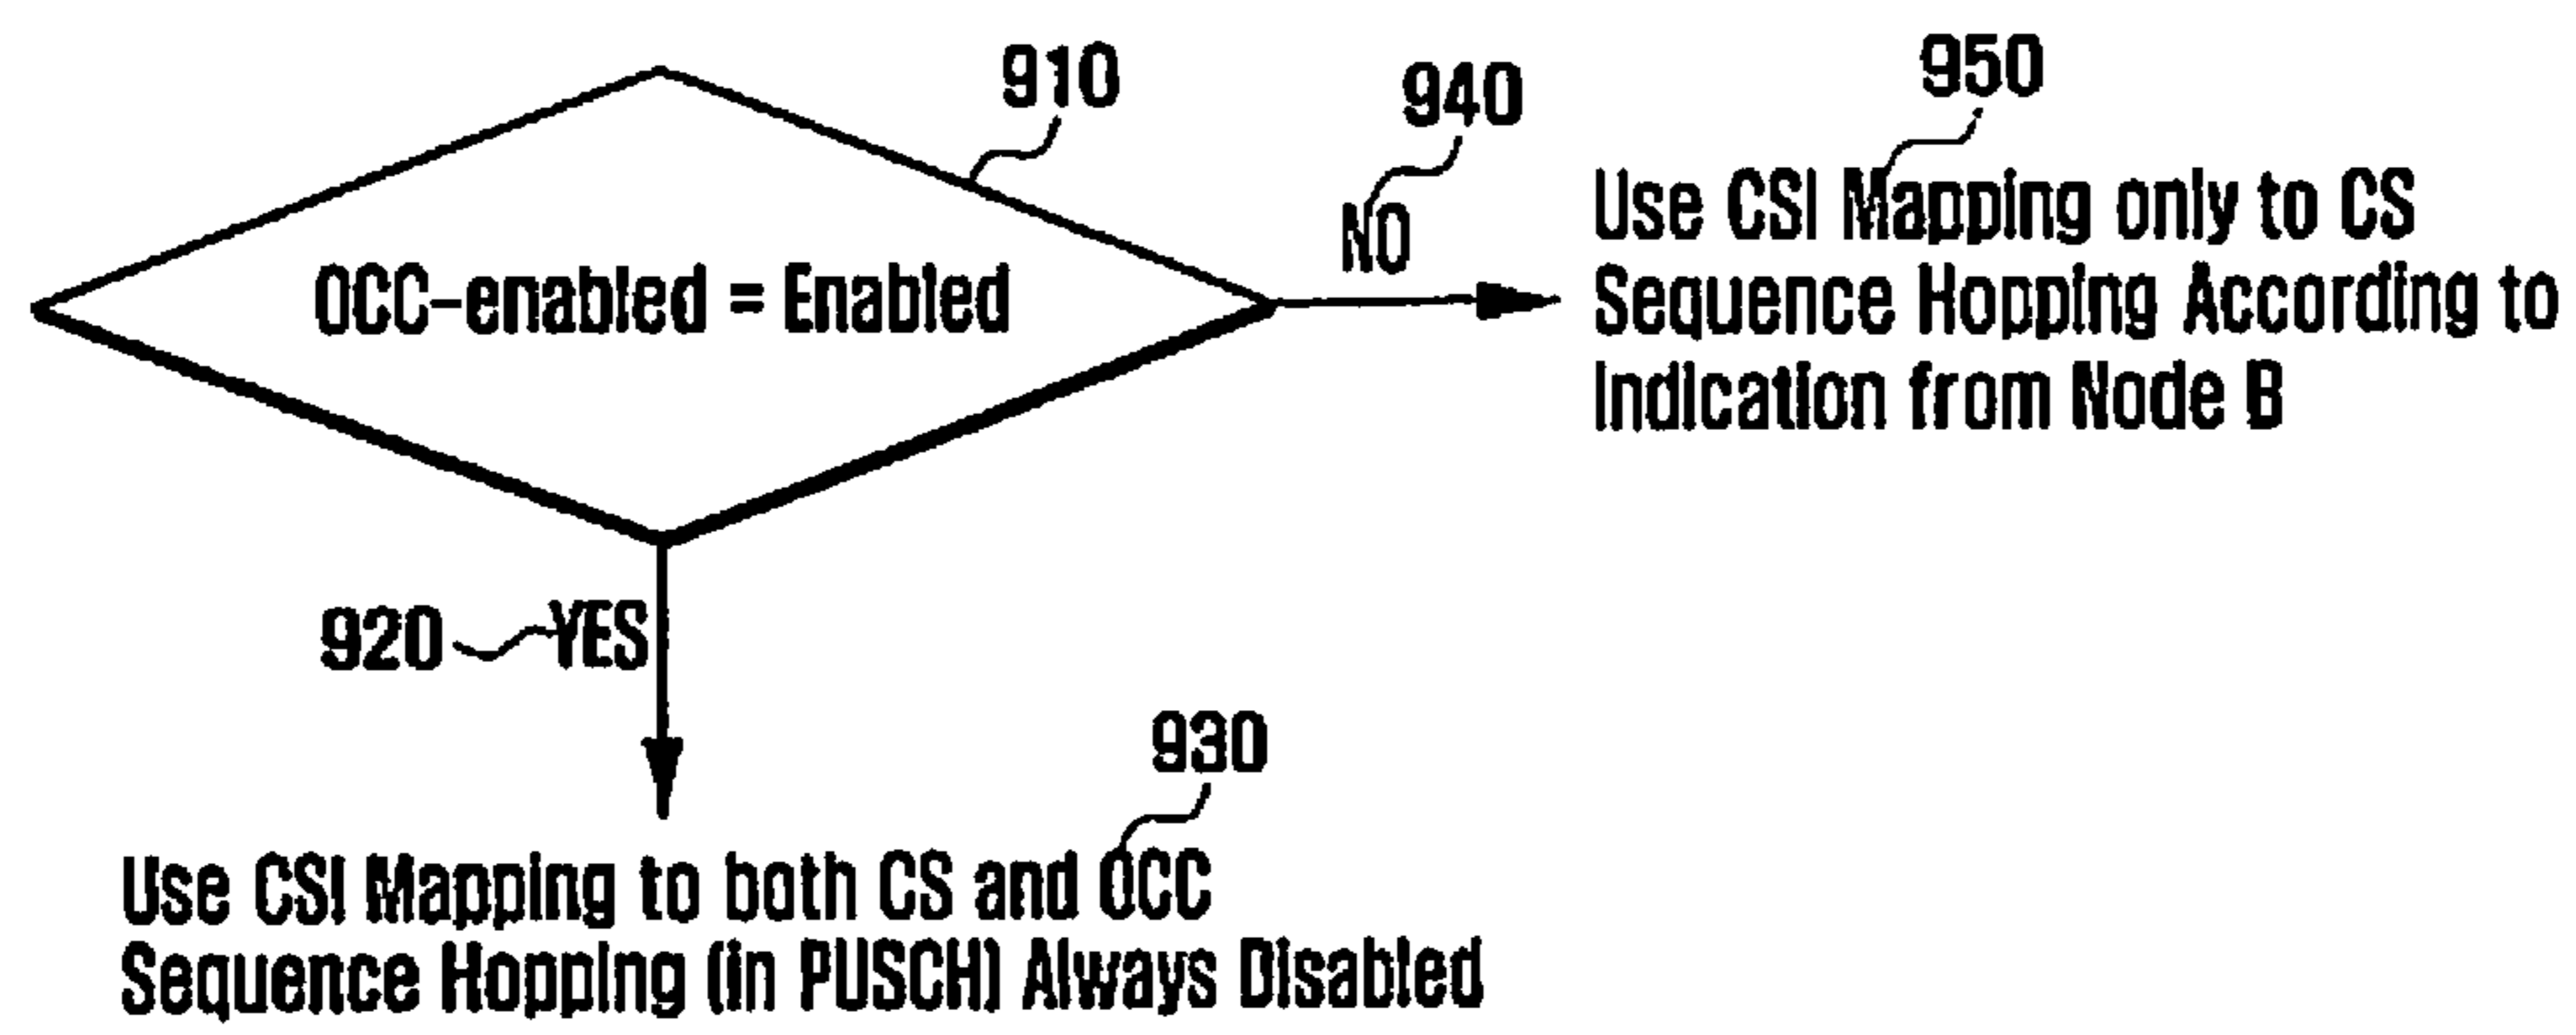 910
940
950
OCC-enabled = Enabled
NO
Use CSI Mapping only to CS
Sequence Hopping According to
Indication from Node B
920
YES
930
Use CSI Mapping to both CS and OCC
Sequence Hopping (in PUSCH) Always Disabled